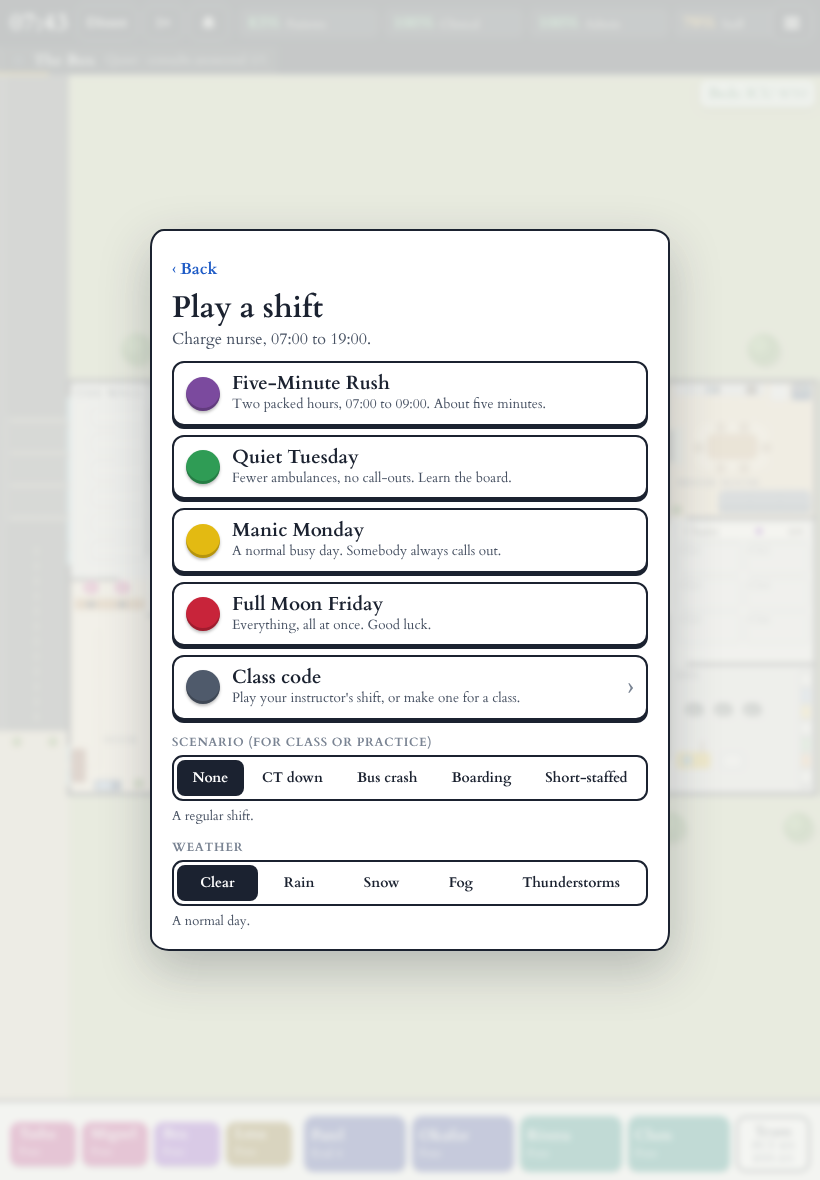 07:43
‹ Back
Play a shift
Charge nurse, 07:00 to 19:00.
Five-Minute Rush
Two packed hours, 07:00 to 09:00. About five minutes.
Quiet Tuesday
Fewer ambulances, no call-outs. Learn the board.
Manic Monday
A normal busy day. Somebody always calls out.
Full Moon Friday
Everything, all at once. Good luck.
Class code
Play your instructor's shift, or make one for a class.
›
SCENARIO (FOR CLASS OR PRACTICE)
None CT down Bus crash Boarding Short-staffed
A regular shift.
WEATHER
Clear Rain Snow Fog Thunderstorms
A normal day.